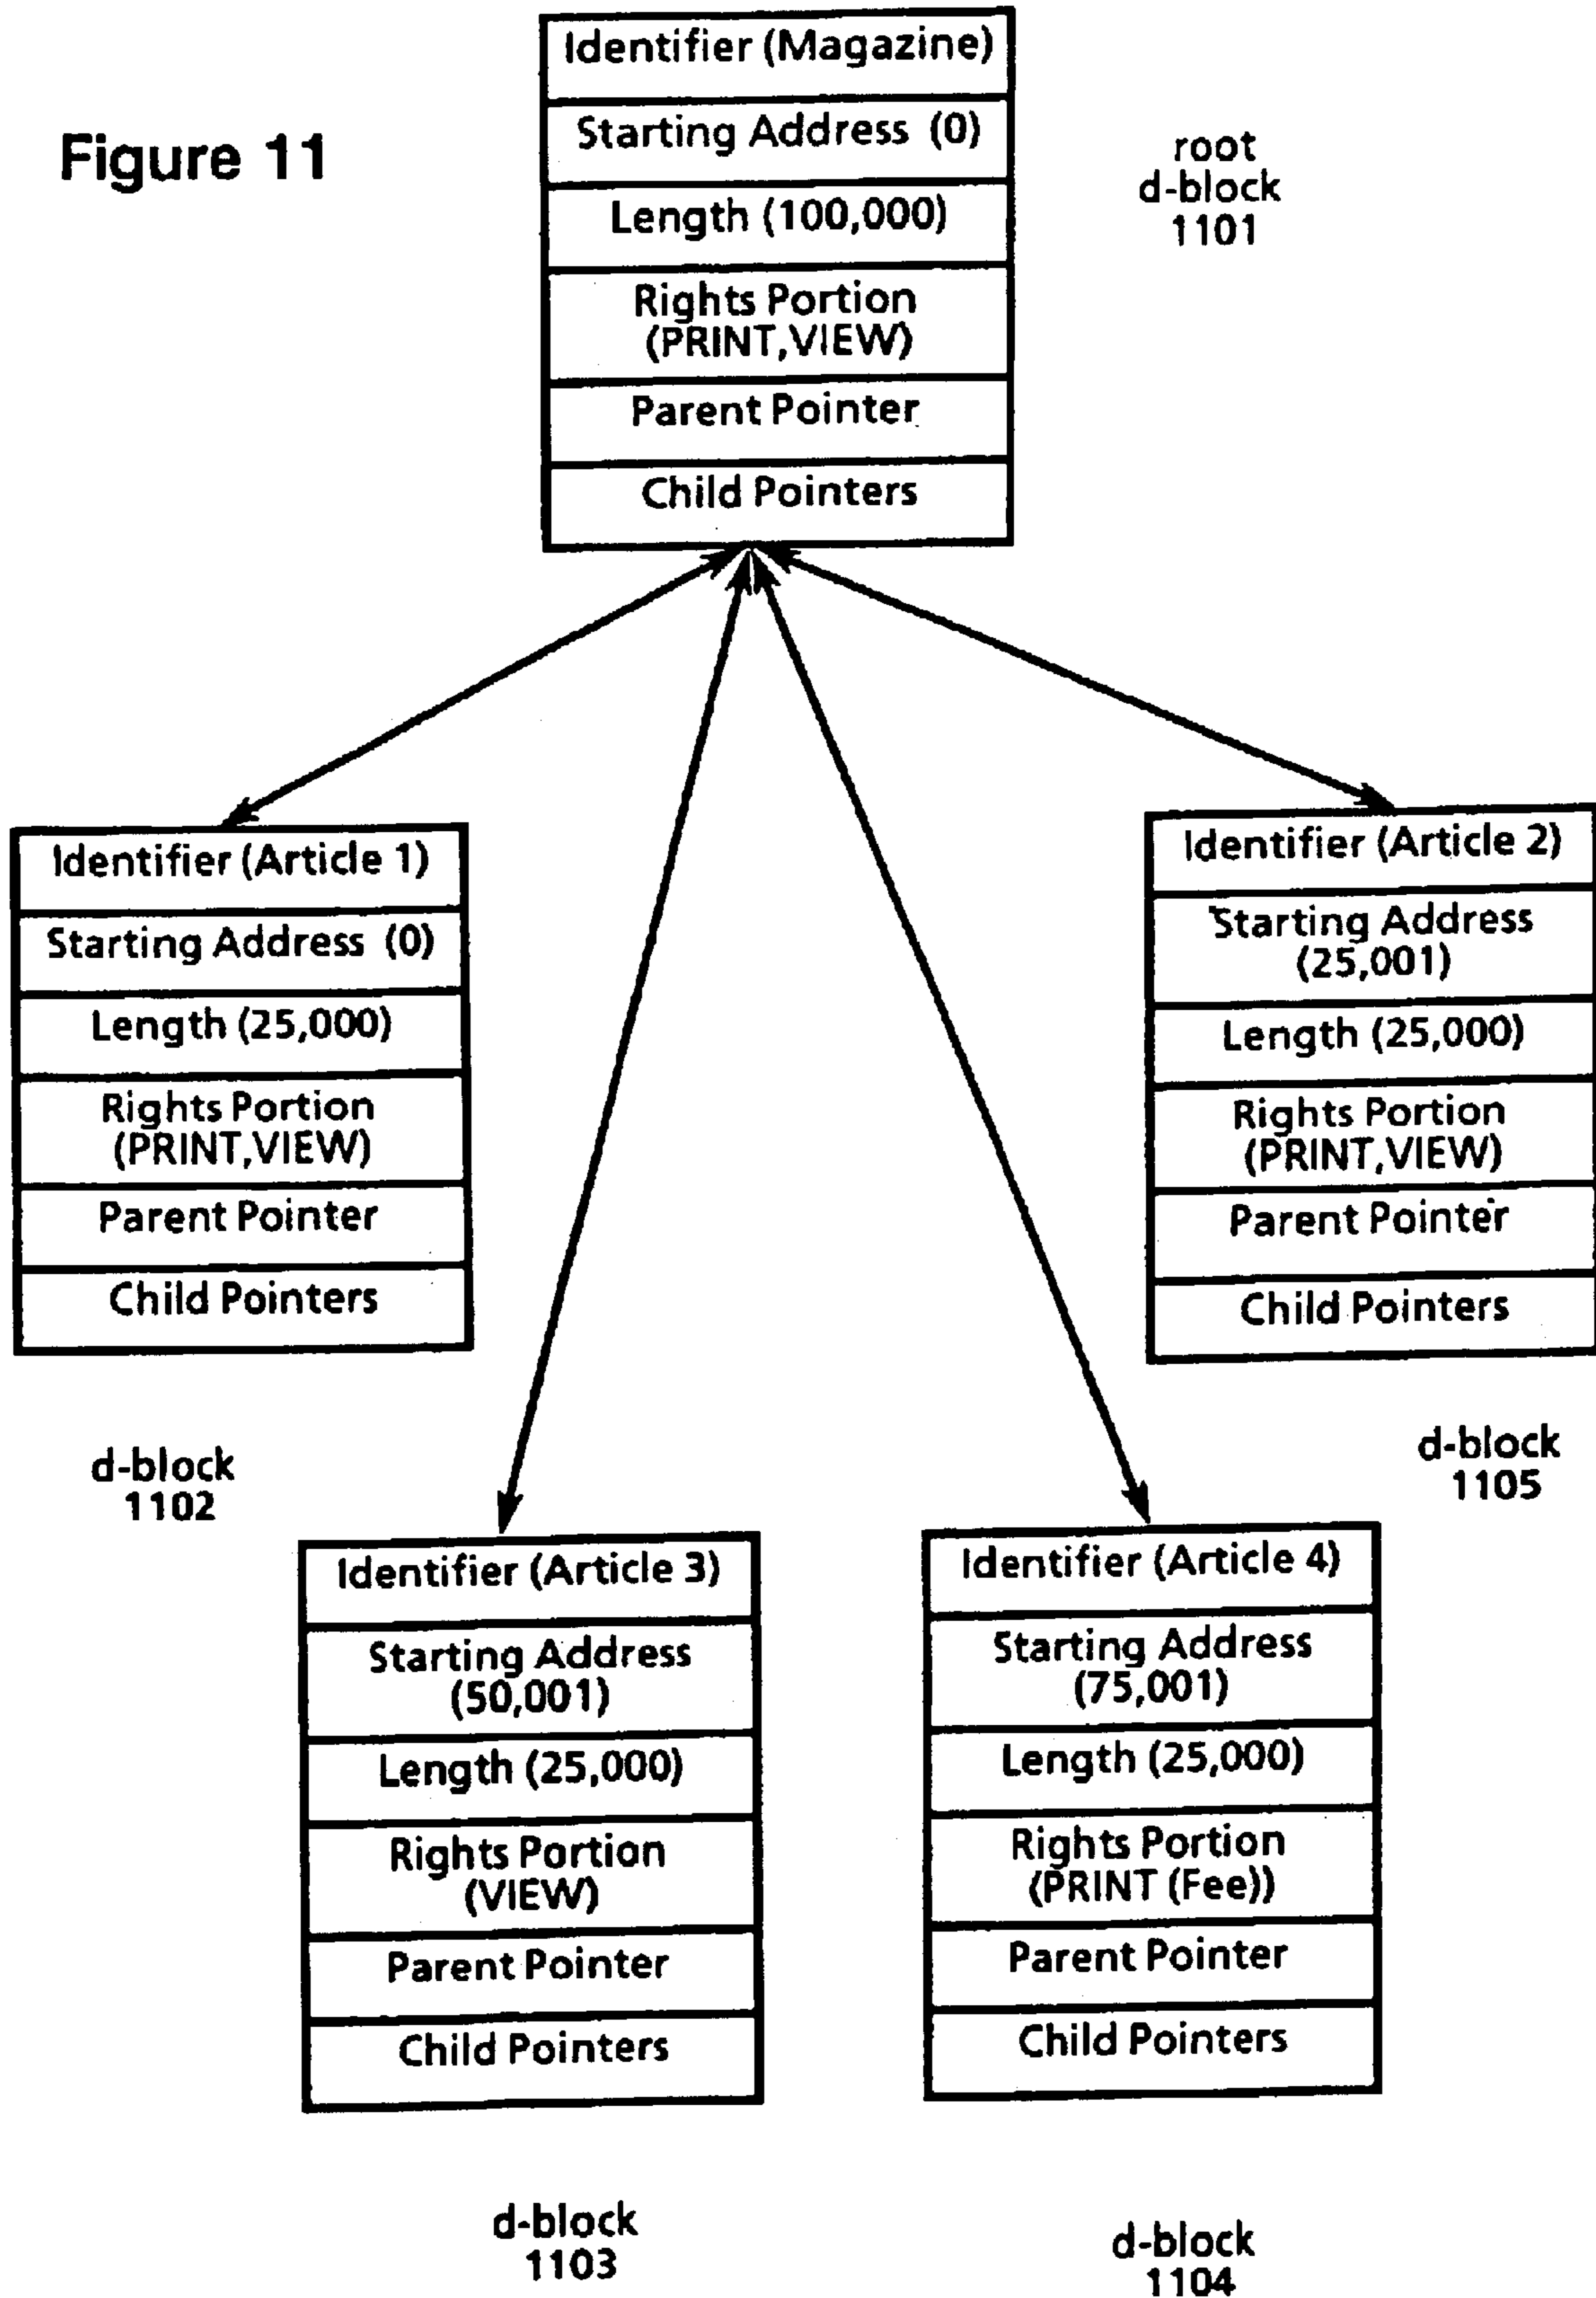 Figure 11
Identifier (Magazine)
Starting Address (0)
Length (100,000)
Rights Portion
(PRINT,VIEW)
Parent Pointer
Child Pointers
root
d-block
1101
Identifier (Article 1)
Starting Address (0)
Length (25,000)
Rights Portion
(PRINT,VIEW)
Parent Pointer
Child Pointers
d-block
1102
Identifier (Article 2)
Starting Address
(25,001)
Length (25,000)
Rights Portion
(PRINT,VIEW)
Parent Pointer
Child Pointers
d-block
1105
Identifier (Article 3)
Starting Address
(50,001)
Length (25,000)
Rights Portion
(VIEW)
Parent Pointer
Child Pointers
d-block
1103
Identifier (Article 4)
Starting Address
(75,001)
Length (25,000)
Rights Portion
(PRINT (Fee))
Parent Pointer
Child Pointers
d-block
1104